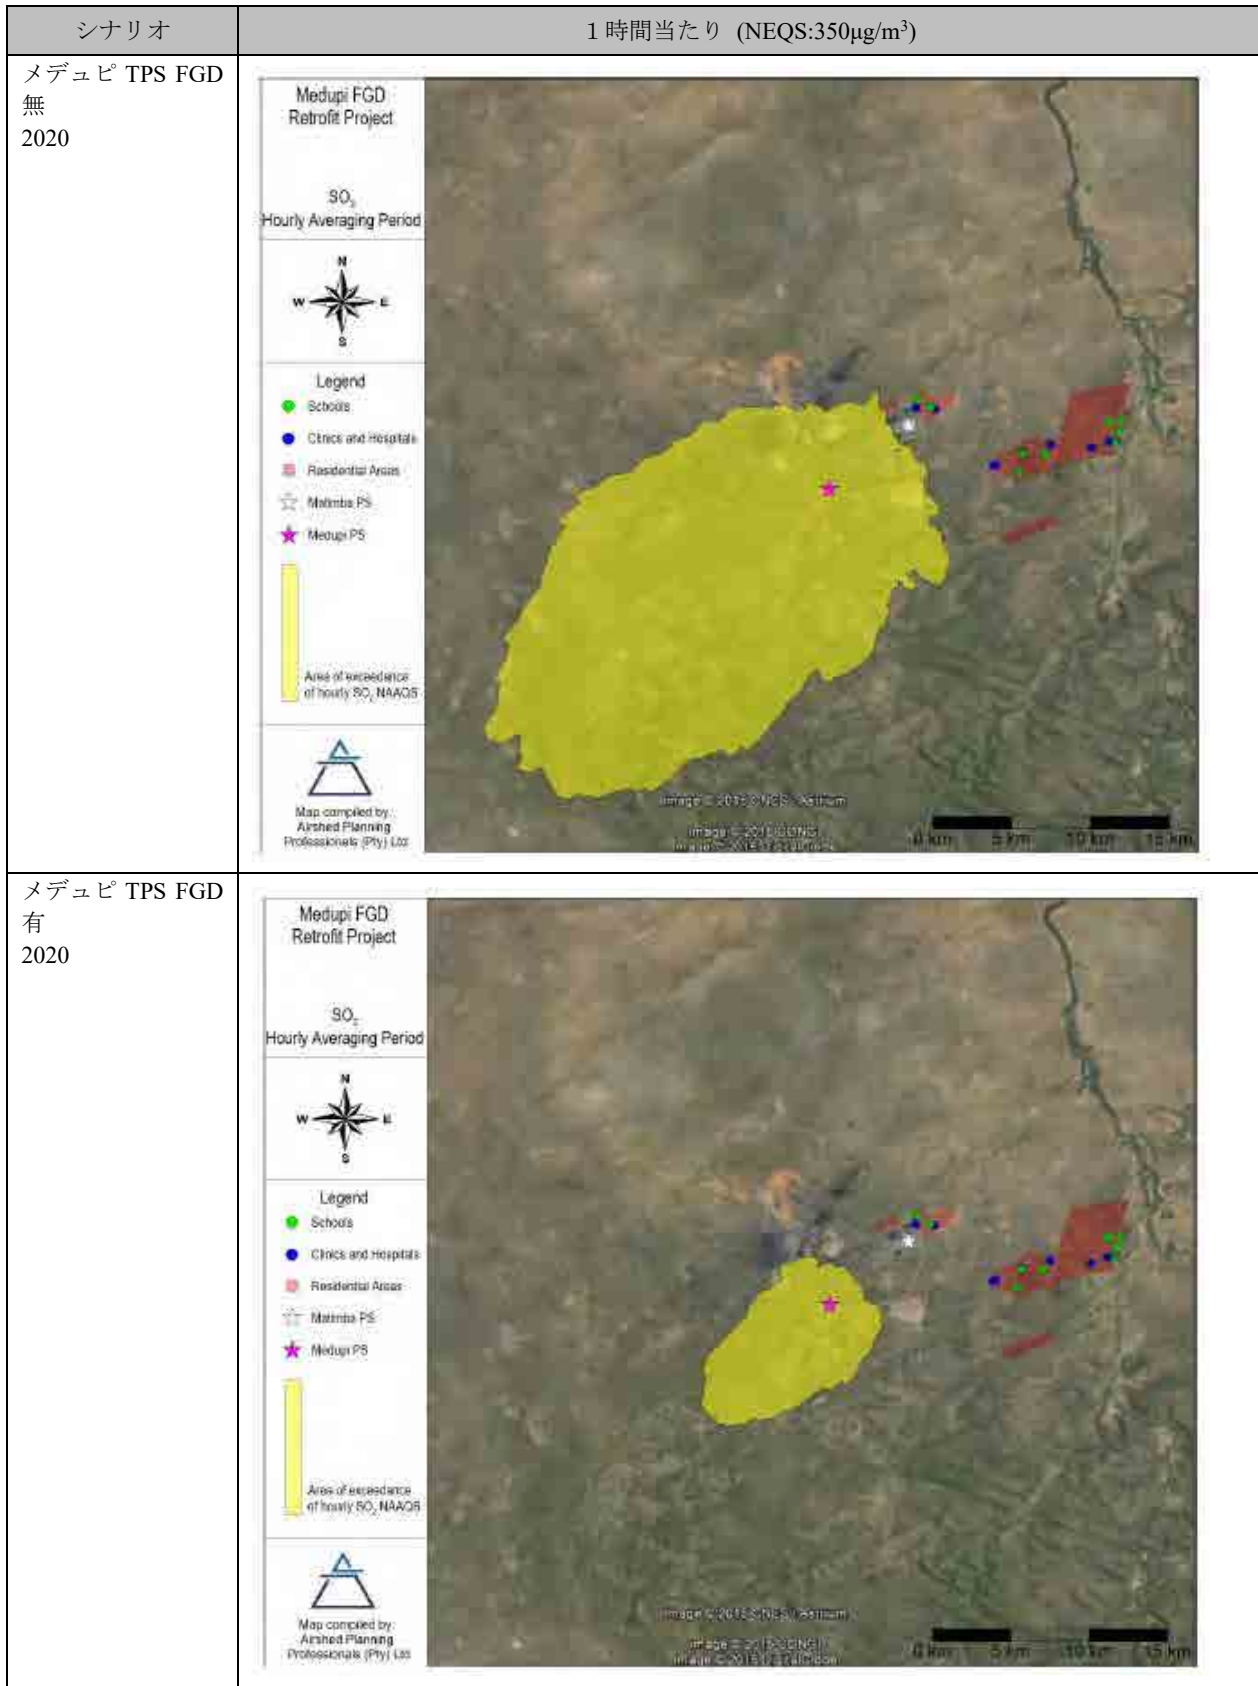 シナリオ
１時間当たり (NEQS:350μg/m³)
メデュピ TPS FGD
無
2020
Medupi FGD
Retrofit Project
SO₂
Hourly Averaging Period
N
W E
S
Legend
Schools
Clinics and Hospitals
Residential Areas
Matimba PS
Medupi PS
Area of exceedance
of hourly SO₂ NAAQS
Map compiled by:
Airshed Planning
Professionals (Pty) Ltd
0 km 5 km 10 km 15 km
メデュピ TPS FGD
有
2020
Medupi FGD
Retrofit Project
SO₂
Hourly Averaging Period
N
W E
S
Legend
Schools
Clinics and Hospitals
Residential Areas
Matimba PS
Medupi PS
Area of exceedance
of hourly SO₂ NAAQS
Map compiled by:
Airshed Planning
Professionals (Pty) Ltd
0 km 5 km 10 km 15 km